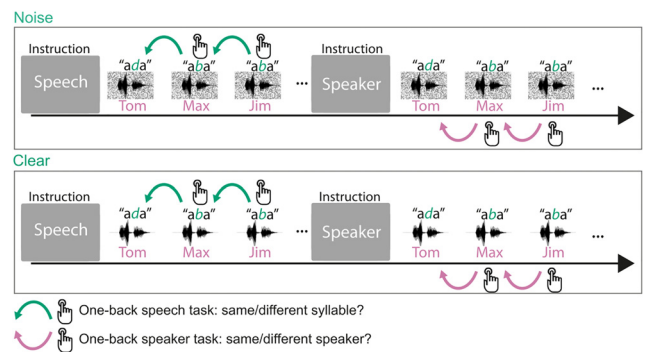 Noise
Instruction
Speech
"ada" "aba" "aba"
Tom Max Jim
...
Instruction
Speaker
"ada" "aba" "aba"
Tom Max Jim
...
Clear
Instruction
Speech
"ada" "aba" "aba"
Tom Max Jim
...
Instruction
Speaker
"ada" "aba" "aba"
Tom Max Jim
...
One-back speech task: same/different syllable?
One-back speaker task: same/different speaker?